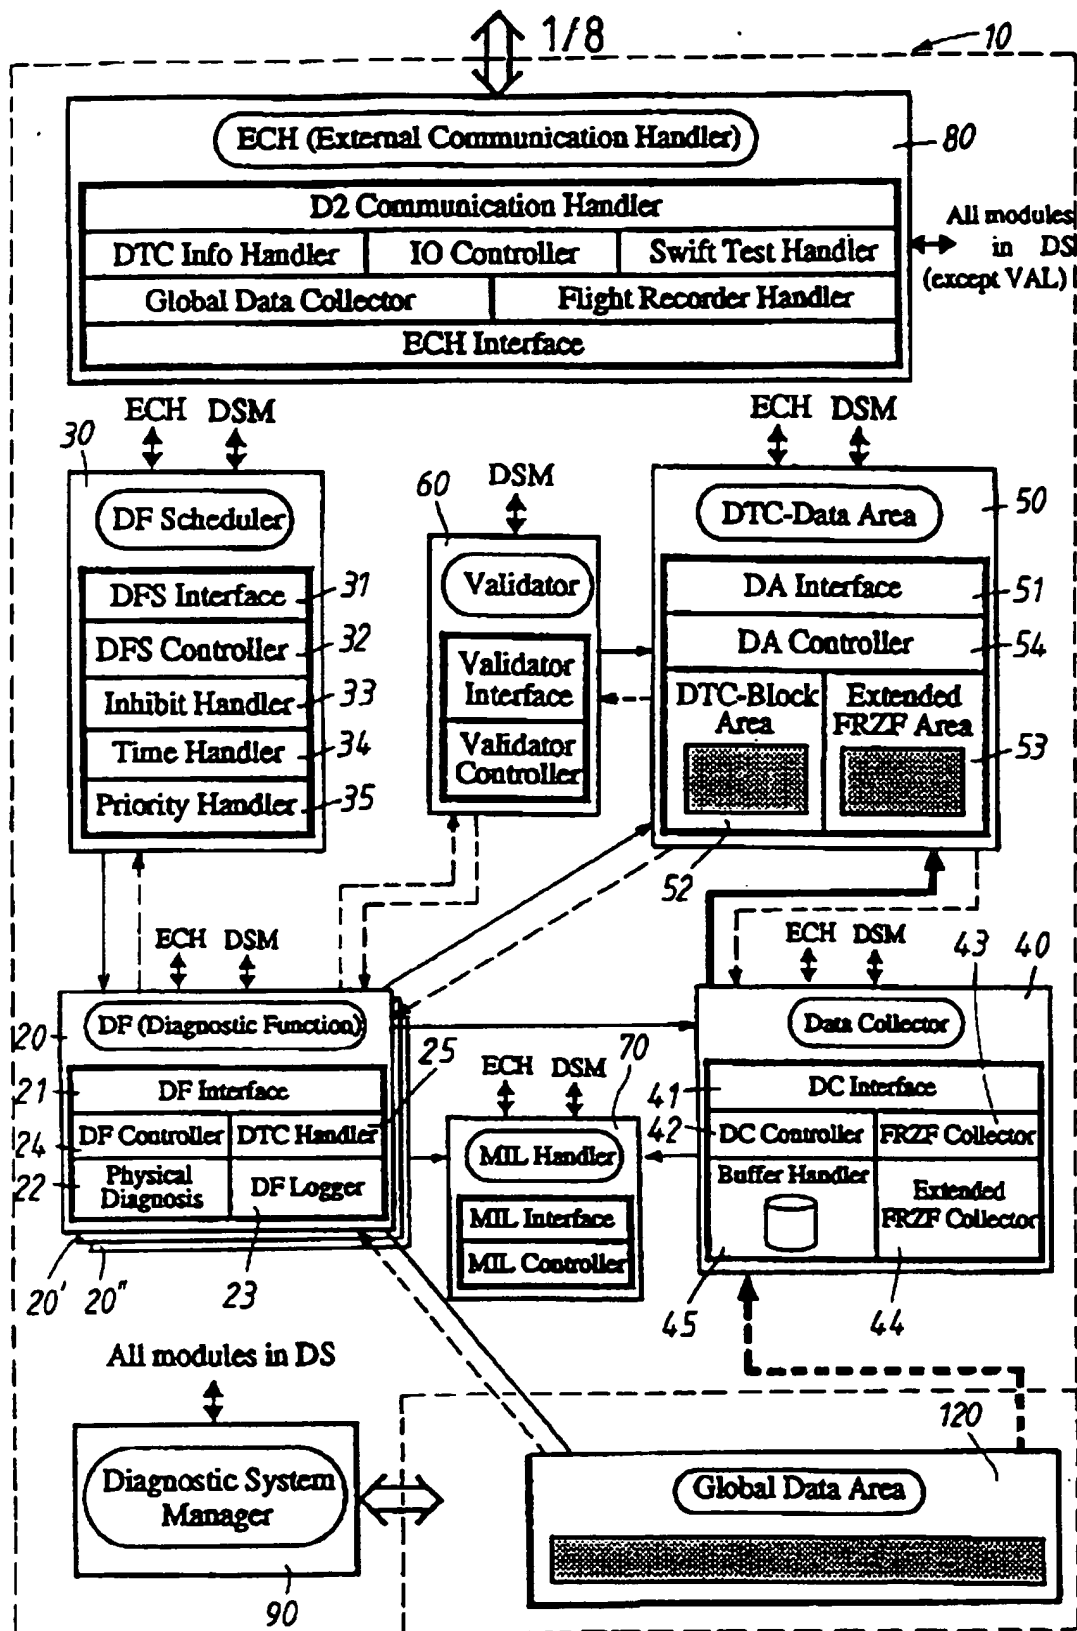 1/8
10
ECH (External Communication Handler)
80
D2 Communication Handler
DTC Info Handler
IO Controller
Swift Test Handler
Global Data Collector
Flight Recorder Handler
ECH Interface
All modules
in DS
(except VAL)
ECH DSM
30
DF Scheduler
DFS Interface
31
DFS Controller
32
Inhibit Handler
33
Time Handler
34
Priority Handler
35
DSM
60
Validator
Validator
Interface
Validator
Controller
ECH DSM
50
DTC-Data Area
DA Interface
51
DA Controller
54
DTC-Block
Area
Extended
FRZF Area
53
52
ECH DSM
20
DF (Diagnostic Function)
25
21
DF Interface
24
DF Controller
DTC Handler
22
Physical
Diagnosis
DF Logger
20'
20"
23
ECH DSM
70
MIL Handler
MIL Interface
MIL Controller
ECH DSM
43
40
Data Collector
41
DC Interface
42
DC Controller
FRZF Collector
Buffer Handler
Extended
FRZF Collector
45
44
All modules in DS
Diagnostic System
Manager
90
120
Global Data Area